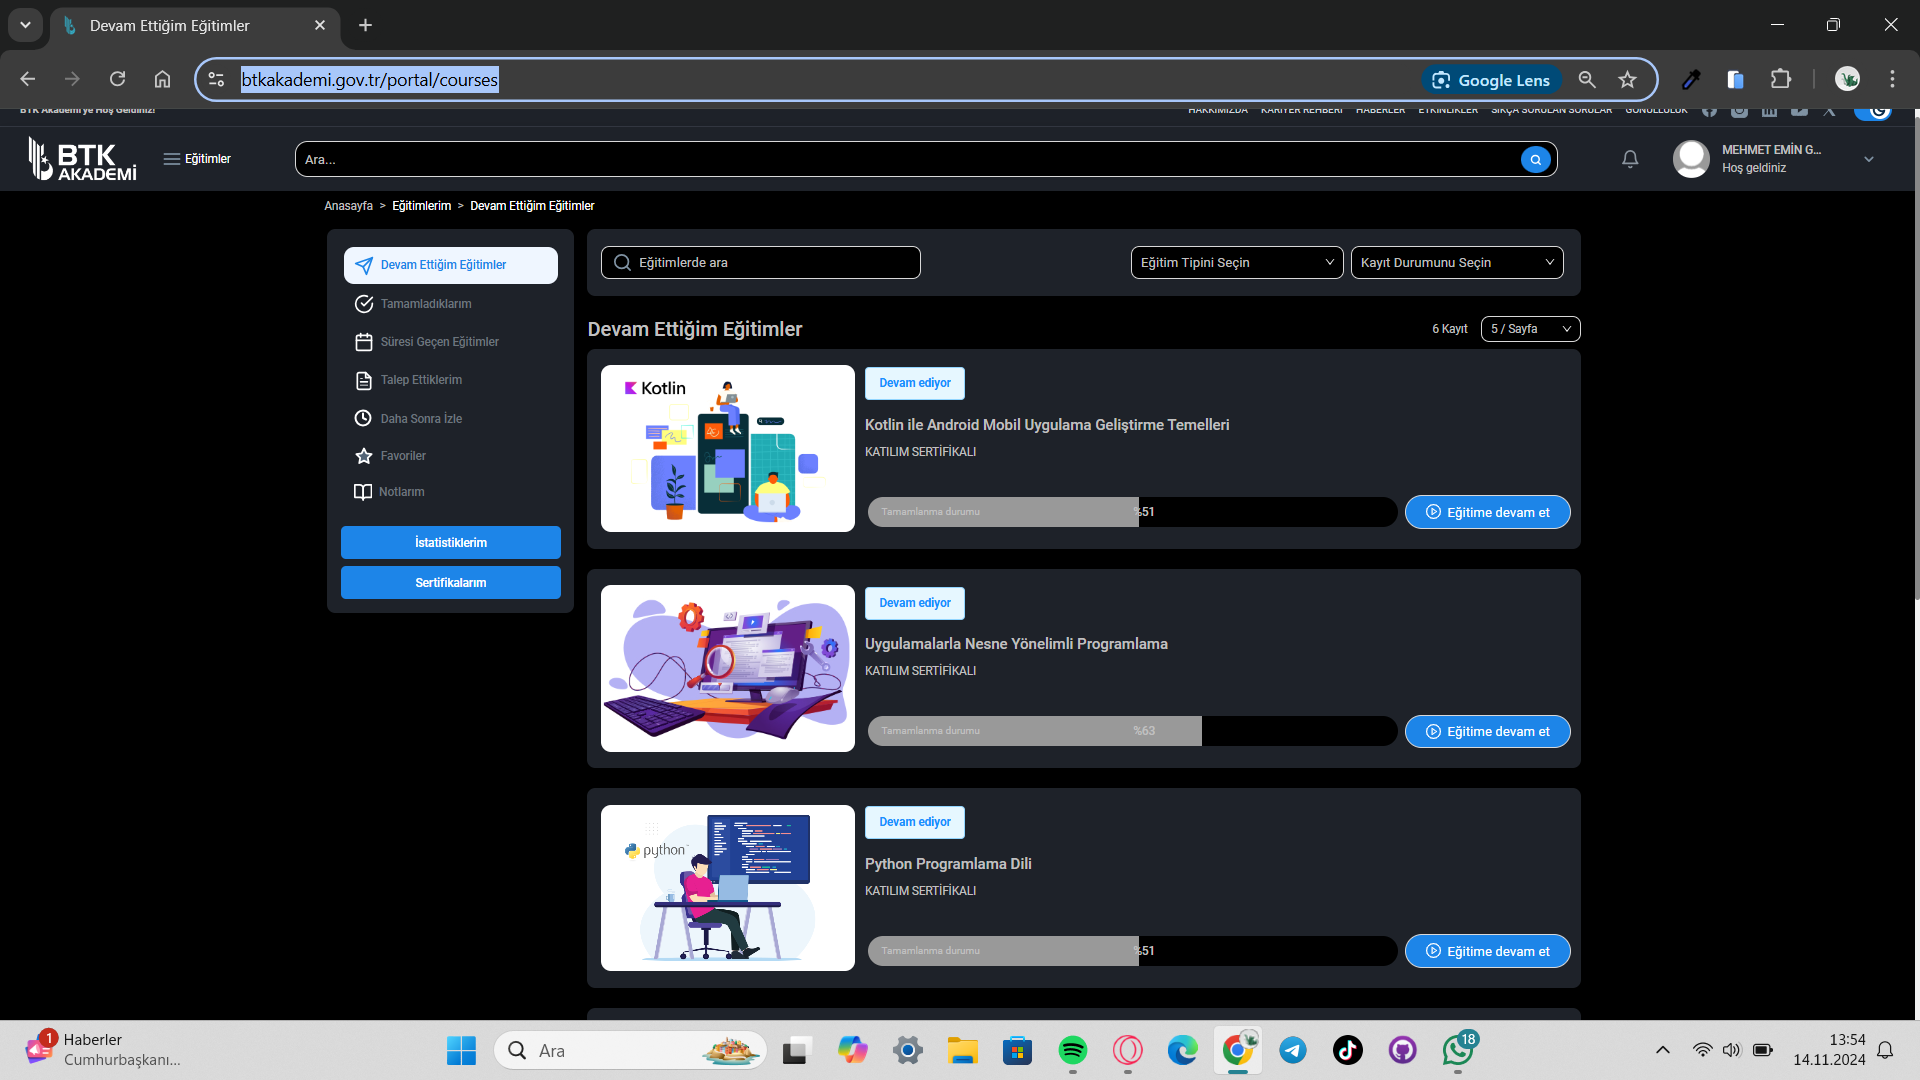 Devam Ettiğim Eğitimler
btkakademi.gov.tr/portal/courses
Google Lens
BTK Akademi'ye Hoş Geldiniz!
HAKKIMIZDA KARİYER REHBERİ HABERLER ETKİNLİKLER SIKÇA SORULAN SORULAR GÖNÜLLÜLÜK
BTK AKADEMİ
Eğitimler
Ara...
MEHMET EMİN G...
Hoş geldiniz
Anasayfa > Eğitimlerim > Devam Ettiğim Eğitimler
Devam Ettiğim Eğitimler
Tamamladıklarım
Süresi Geçen Eğitimler
Talep Ettiklerim
Daha Sonra İzle
Favoriler
Notlarım
İstatistiklerim
Sertifikalarım
Eğitimlerde ara
Eğitim Tipini Seçin
Kayıt Durumunu Seçin
Devam Ettiğim Eğitimler
6 Kayıt
5 / Sayfa
Kotlin
Devam ediyor
Kotlin ile Android Mobil Uygulama Geliştirme Temelleri
KATILIM SERTİFİKALI
Tamamlanma durumu
%51
Eğitime devam et
Devam ediyor
Uygulamalarla Nesne Yönelimli Programlama
KATILIM SERTİFİKALI
Tamamlanma durumu
%63
Eğitime devam et
python
Devam ediyor
Python Programlama Dili
KATILIM SERTİFİKALI
Tamamlanma durumu
%51
Eğitime devam et
1
Haberler
Cumhurbaşkanı...
Ara
18
13:54
14.11.2024